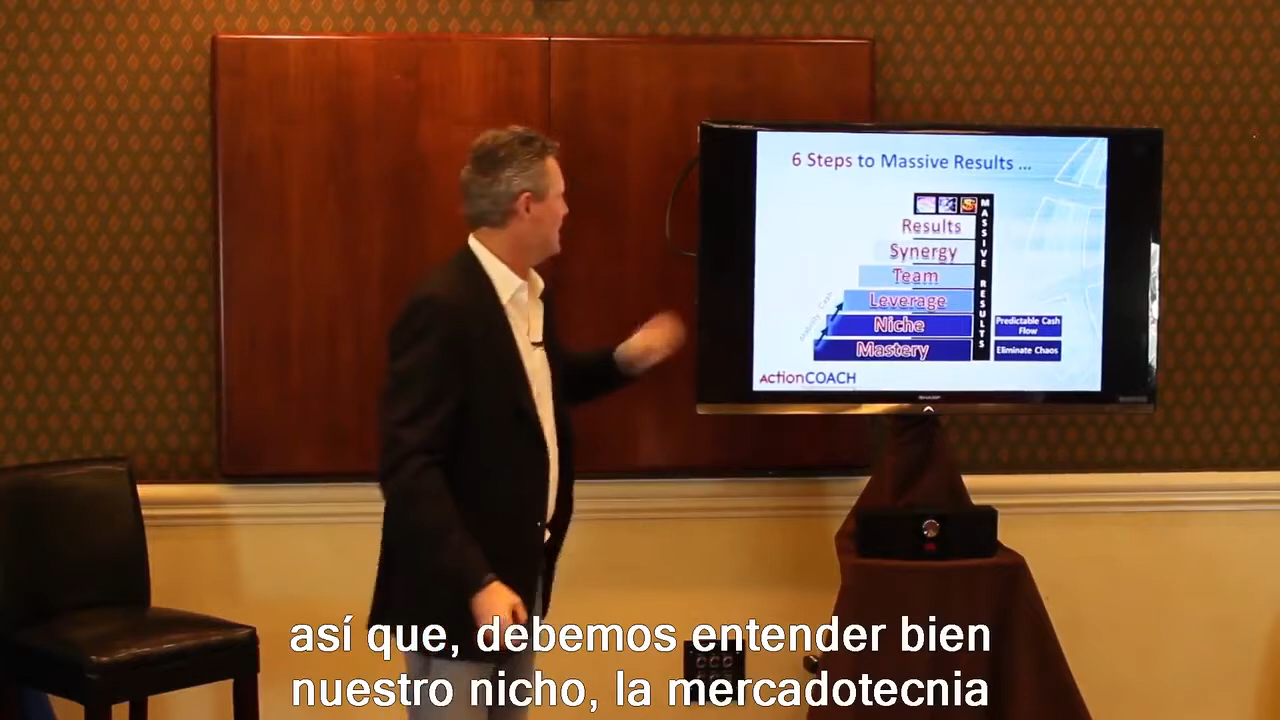 6 Steps to Massive Results ...
MASSIVE RESULTS
Results
Synergy
Team
Leverage
Niche
Mastery
Predictable Cash
Flow
Eliminate Chaos
ActionCOACH
SHARP
así que, debemos entender bien
nuestro nicho, la mercadotecnia